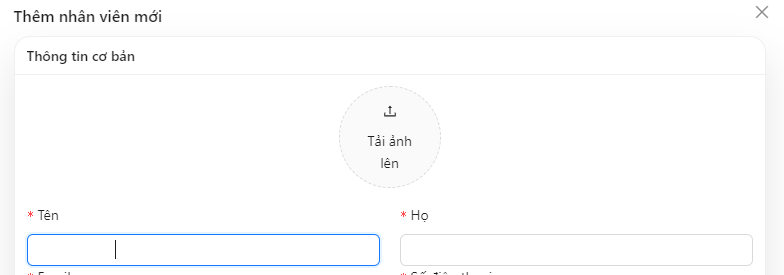 Thêm nhân viên mới
Thông tin cơ bản
Tải ảnh
lên
* Tên
* Họ